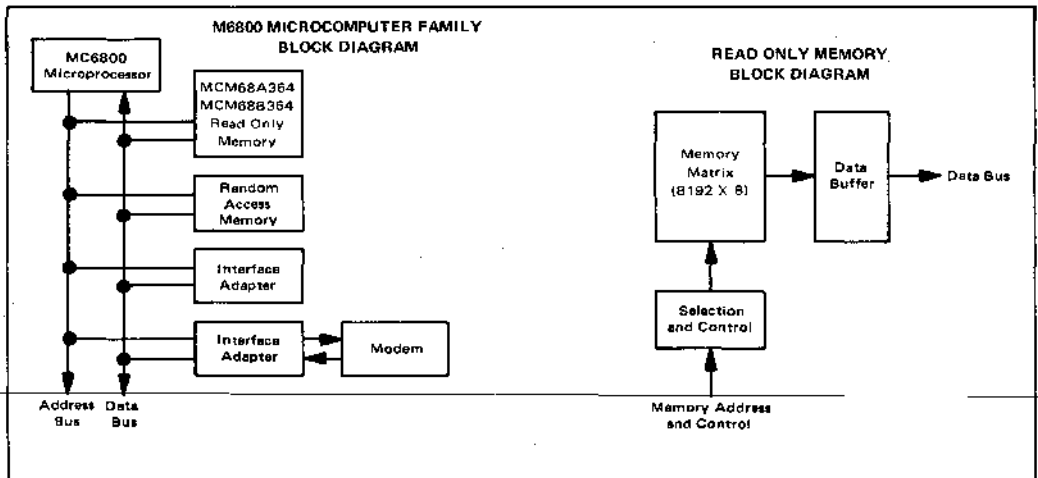 M6800 MICROCOMPUTER FAMILY
BLOCK DIAGRAM
MC6800
Microprocessor
MCM68A364
MCM68B364
Read Only
Memory
Random
Access
Memory
Interface
Adapter
Interface
Adapter
Modem
Address
Bus
Data
Bus
READ ONLY MEMORY
BLOCK DIAGRAM
Memory
Matrix
(8192 X 8)
Data
Buffer
Data Bus
Selection
and Control
Memory Address
and Control